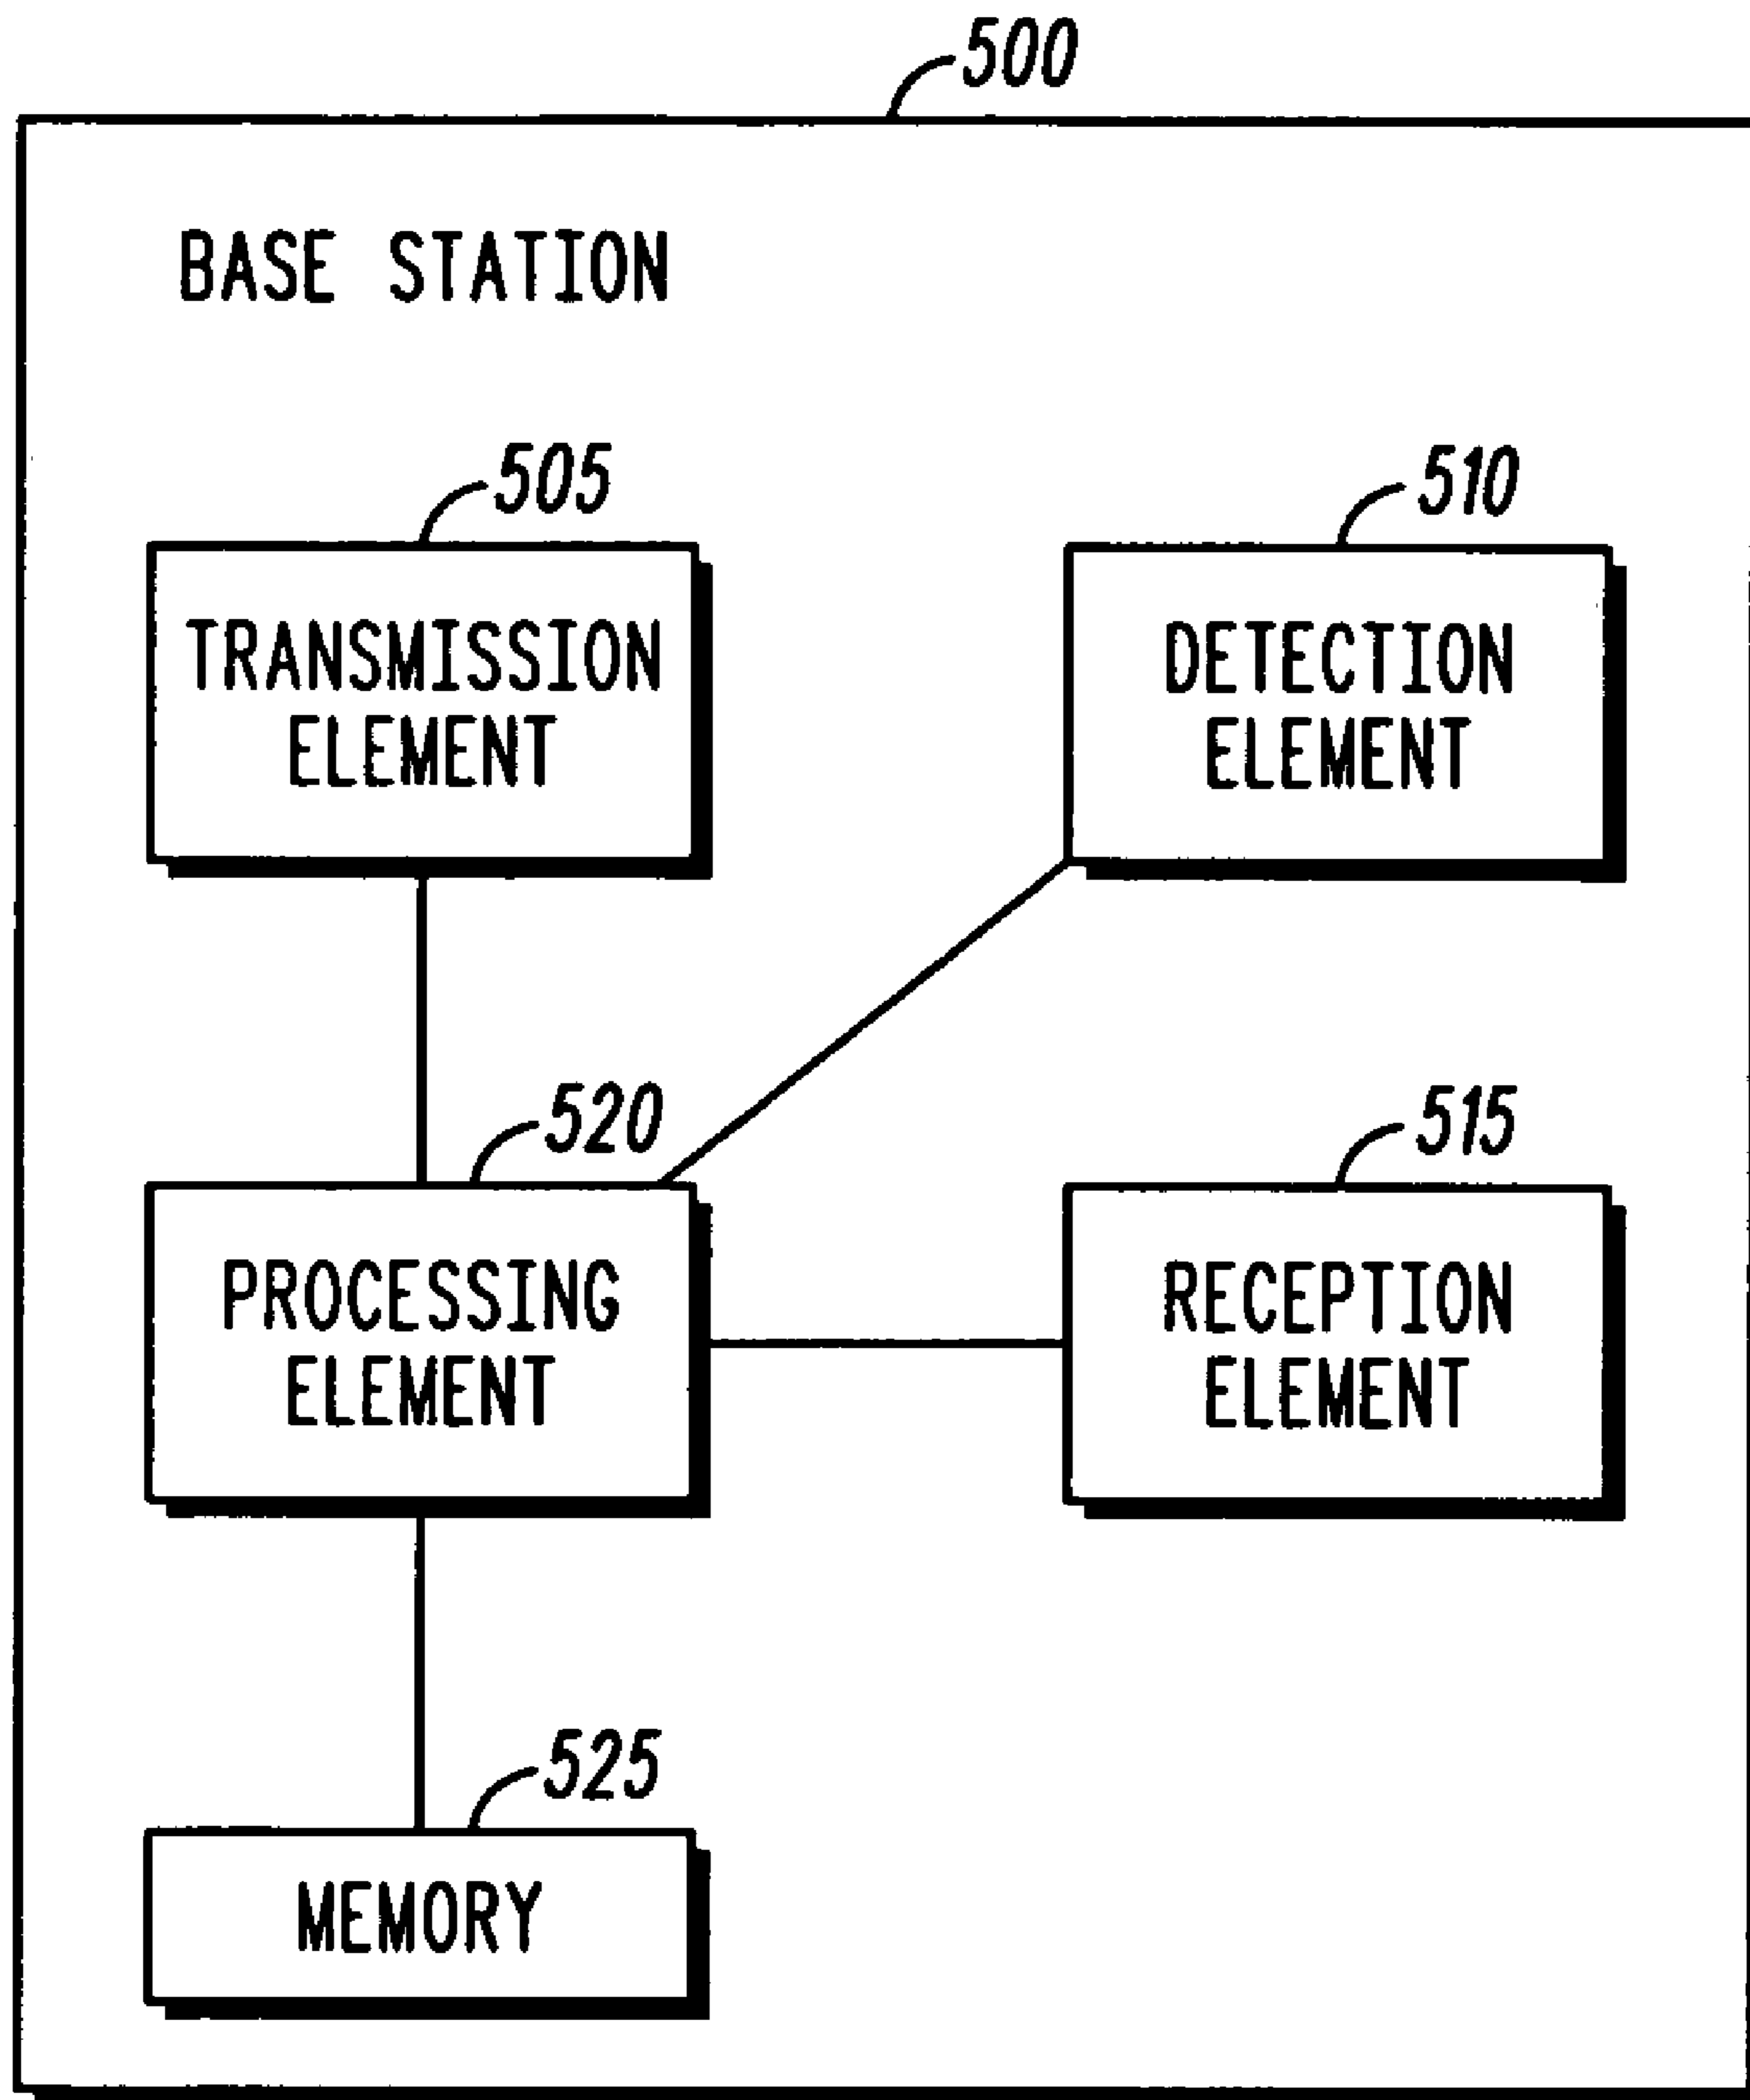 500
BASE STATION
505
510
TRANSMISSION
ELEMENT
DETECTION
ELEMENT
520
515
PROCESSING
ELEMENT
RECEPTION
ELEMENT
525
MEMORY